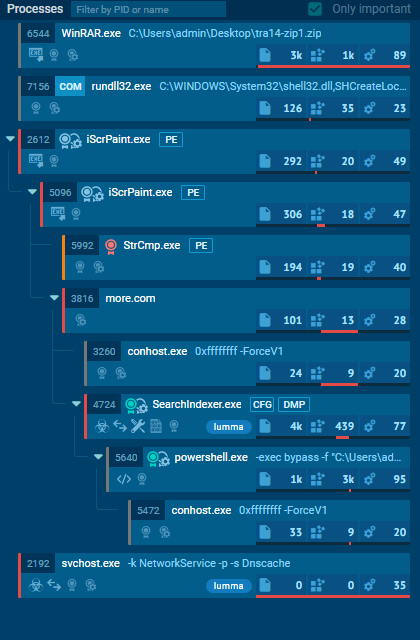 Processes Filter by PID or name Only important
6544 WinRAR.exe C:\Users\admin\Desktop\tra14-zip1.zip
3k 1k 89
7156 COM rundll32.exe C:\WINDOWS\System32\shell32.dll,SHCreateLoc...
126 35 23
2612 iScrPaint.exe PE
292 20 49
5096 iScrPaint.exe PE
306 18 47
5992 StrCmp.exe PE
194 19 40
3816 more.com
101 13 28
3260 conhost.exe 0xffffffff -ForceV1
24 9 20
4724 SearchIndexer.exe CFG DMP
lumma 4k 439 77
5640 powershell.exe -exec bypass -f "C:\Users\ad...
1k 3k 95
5472 conhost.exe 0xffffffff -ForceV1
33 9 20
2192 svchost.exe -k NetworkService -p -s Dnscache
lumma 0 0 35